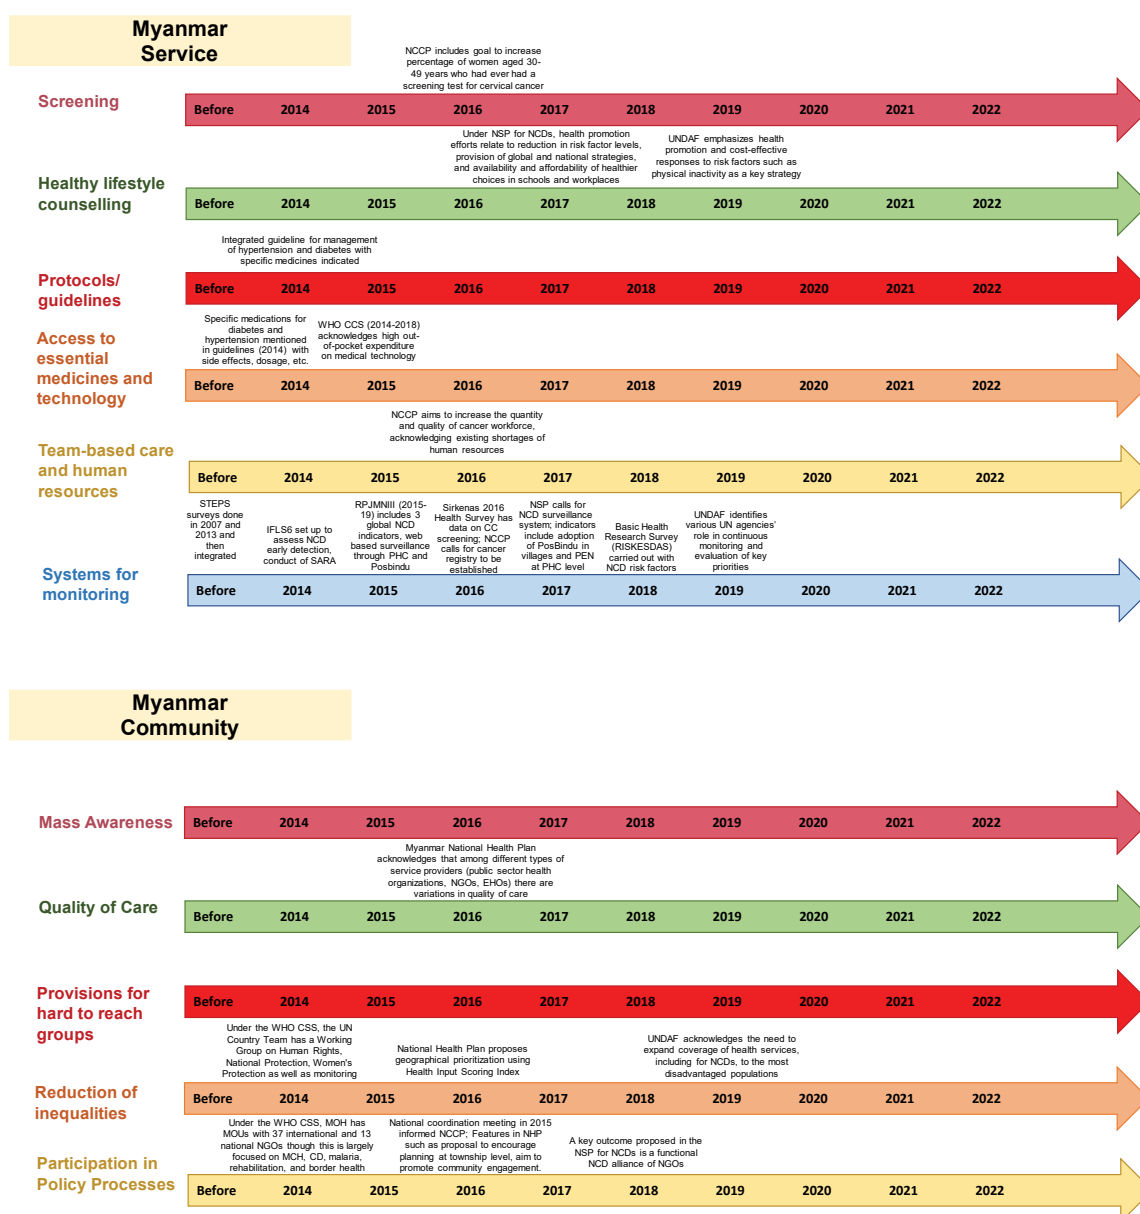 Myanmar
Service
NCCP includes goal to increase
percentage of women aged 30-
49 years who had ever had a
screening test for cervical cancer
Screening
Before 2014 2015 2016 2017 2018 2019 2020 2021 2022
Under NSP for NCDs, health promotion
efforts relate to reduction in risk factor levels,
provision of global and national strategies,
and availability and affordability of healthier
choices in schools and workplaces
UNDAF emphasizes health
promotion and cost-effective
responses to risk factors such as
physical inactivity as a key strategy
Healthy lifestyle
counselling
Before 2014 2015 2016 2017 2018 2019 2020 2021 2022
Integrated guideline for management
of hypertension and diabetes with
specific medicines indicated
Protocols/
guidelines
Before 2014 2015 2016 2017 2018 2019 2020 2021 2022
Specific medications for
diabetes and
hypertension mentioned
in guidelines (2014) with
side effects, dosage, etc.
WHO CCS (2014-2018)
acknowledges high out-
of-pocket expenditure
on medical technology
Access to
essential
medicines and
technology
Before 2014 2015 2016 2017 2018 2019 2020 2021 2022
NCCP aims to increase the quantity
and quality of cancer workforce,
acknowledging existing shortages of
human resources
Team-based care
and human
resources
Before 2014 2015 2016 2017 2018 2019 2020 2021 2022
STEPS
surveys done
in 2007 and
2013 and
then
integrated
IFLS6 set up to
assess NCD
early detection,
conduct of SARA
RPJMNIII (2015-
19) includes 3
global NCD
indicators, web
based surveillance
through PHC and
Posbindu
Sirkenas 2016
Health Survey has
data on CC
screening; NCCP
calls for cancer
registry to be
established
NSP calls for
NCD surveillance
system; indicators
include adoption
of PosBindu in
villages and PEN
at PHC level
Basic Health
Research Survey
(RISKESDAS)
carried out with
NCD risk factors
UNDAF identifies
various UN agencies'
role in continuous
monitoring and
evaluation of key
priorities
Systems for
monitoring
Before 2014 2015 2016 2017 2018 2019 2020 2021 2022
Myanmar
Community
Mass Awareness
Before 2014 2015 2016 2017 2018 2019 2020 2021 2022
Myanmar National Health Plan
acknowledges that among different types of
service providers (public sector health
organizations, NGOs, EHOs) there are
variations in quality of care
Quality of Care
Before 2014 2015 2016 2017 2018 2019 2020 2021 2022
Provisions for
hard to reach
groups
Before 2014 2015 2016 2017 2018 2019 2020 2021 2022
Under the WHO CSS, the UN
Country Team has a Working
Group on Human Rights,
National Protection, Women's
Protection as well as monitoring
National Health Plan proposes
geographical prioritization using
Health Input Scoring Index
UNDAF acknowledges the need to
expand coverage of health services,
including for NCDs, to the most
disadvantaged populations
Reduction of
inequalities
Before 2014 2015 2016 2017 2018 2019 2020 2021 2022
Under the WHO CSS, MOH has
MOUs with 37 international and 13
national NGOs though this is largely
focused on MCH, CD, malaria,
rehabilitation, and border health
National coordination meeting in 2015
informed NCCP; Features in NHP
such as proposal to encourage
planning at township level, aim to
promote community engagement.
A key outcome proposed in the
NSP for NCDs is a functional
NCD alliance of NGOs
Participation in
Policy Processes
Before 2014 2015 2016 2017 2018 2019 2020 2021 2022